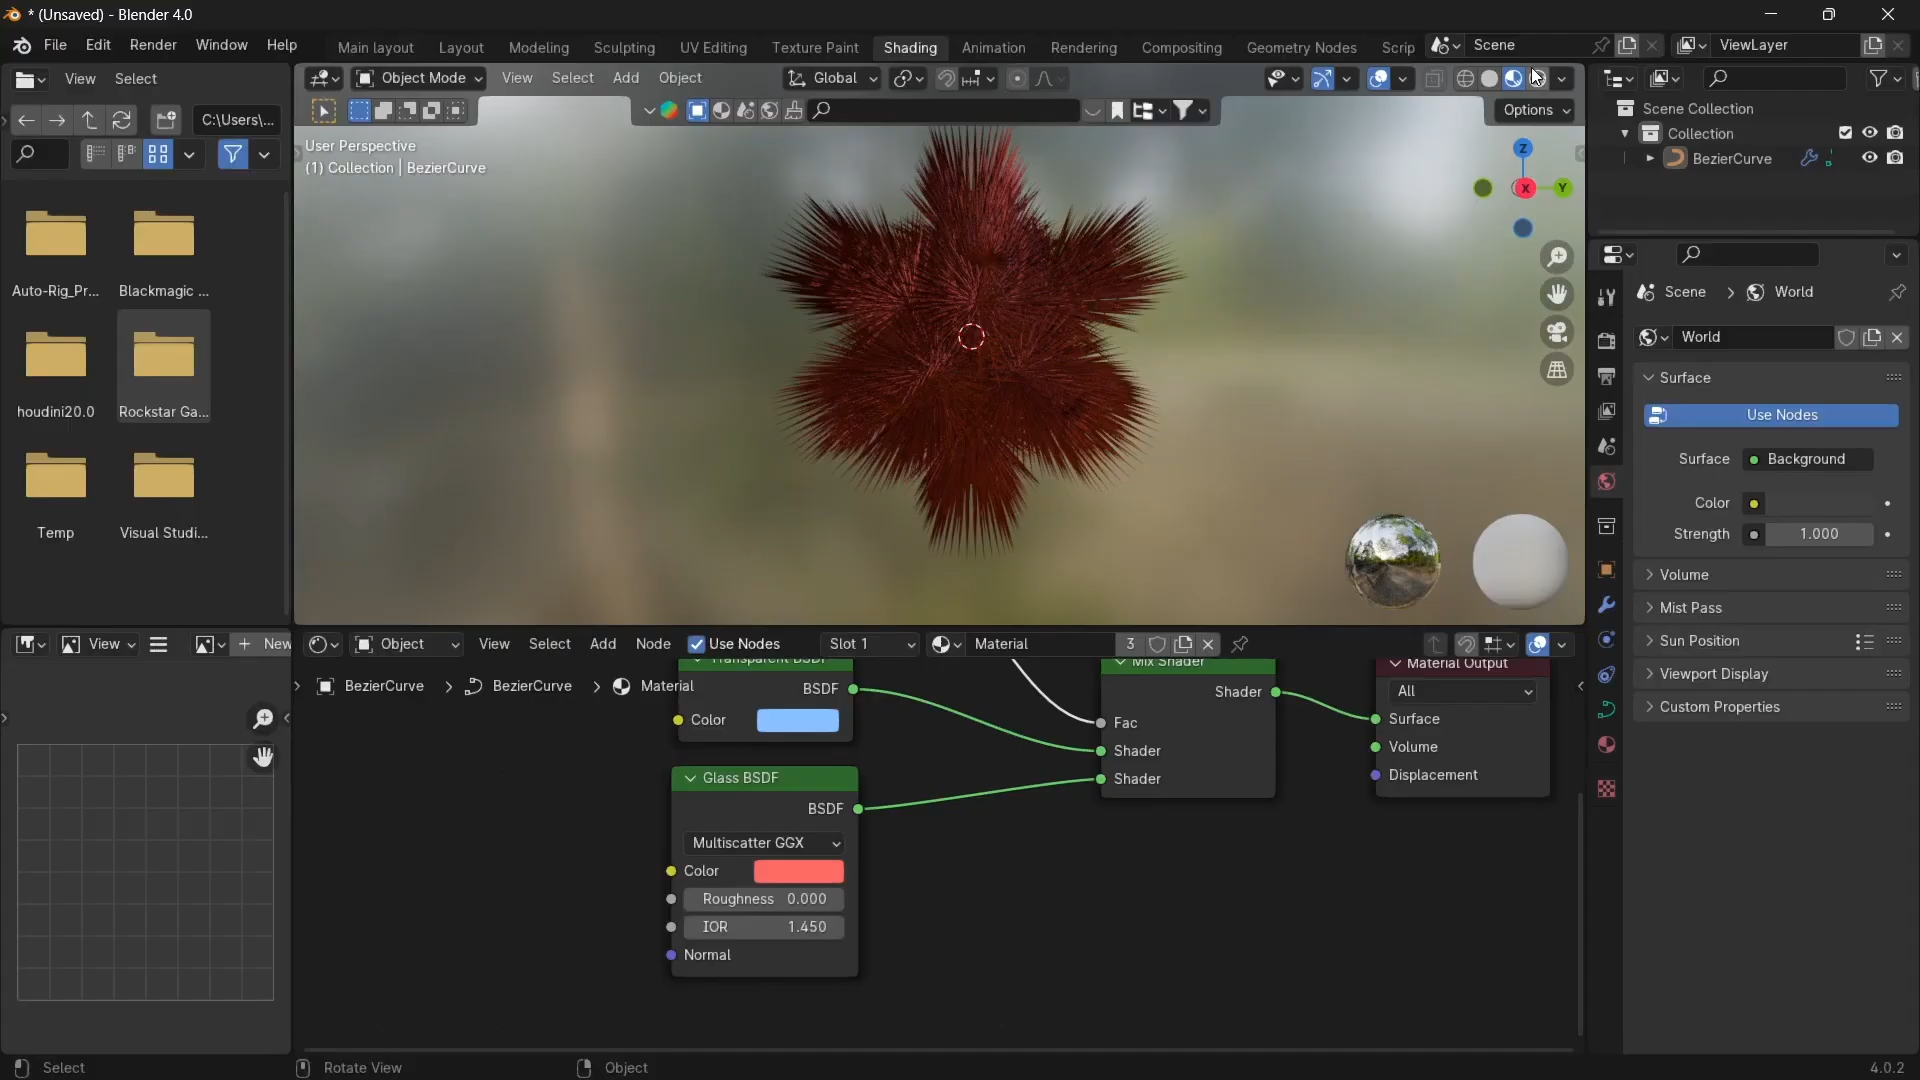 * (Unsaved) - Blender 4.0
File Edit Render Window Help Main layout Layout Modeling Sculpting UV Editing Texture Paint Shading Animation Rendering Compositing Geometry Nodes Scrip Scene ViewLayer
View Select
Object Mode View Select Add Object Global
C:\Users\...
Options
User Perspective
(1) Collection | BezierCurve
Z
X
Y
Auto-Rig_Pr... Blackmagic ...
houdini20.0 Rockstar Ga...
Temp Visual Studi...
Scene Collection
Collection
BezierCurve
Scene > World
World
Surface
Use Nodes
Surface Background
Color
Strength 1.000
Volume
Mist Pass
Sun Position
Viewport Display
Custom Properties
View New
Object View Select Add Node Use Nodes Slot 1 Material 3
BezierCurve > BezierCurve > Material
Transparent BSDF
BSDF
Color
Glass BSDF
BSDF
Multiscatter GGX
Color
Roughness 0.000
IOR 1.450
Normal
Mix Shader
Shader
Fac
Shader
Shader
Material Output
All
Surface
Volume
Displacement
Select Rotate View Object 4.0.2